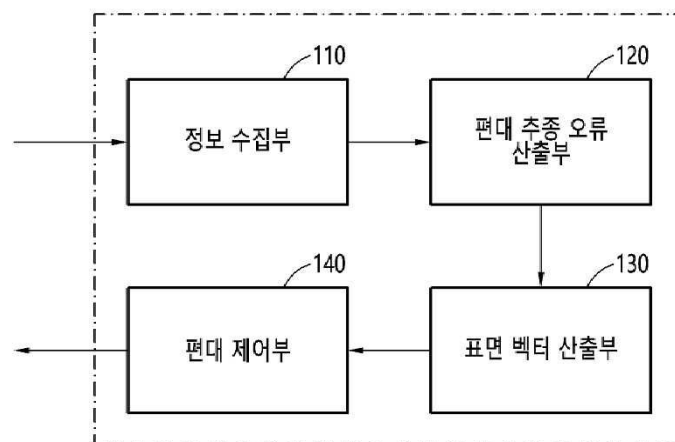 110
정보 수집부
120
편대 추종 오류
산출부
140
편대 제어부
130
표면 벡터 산출부